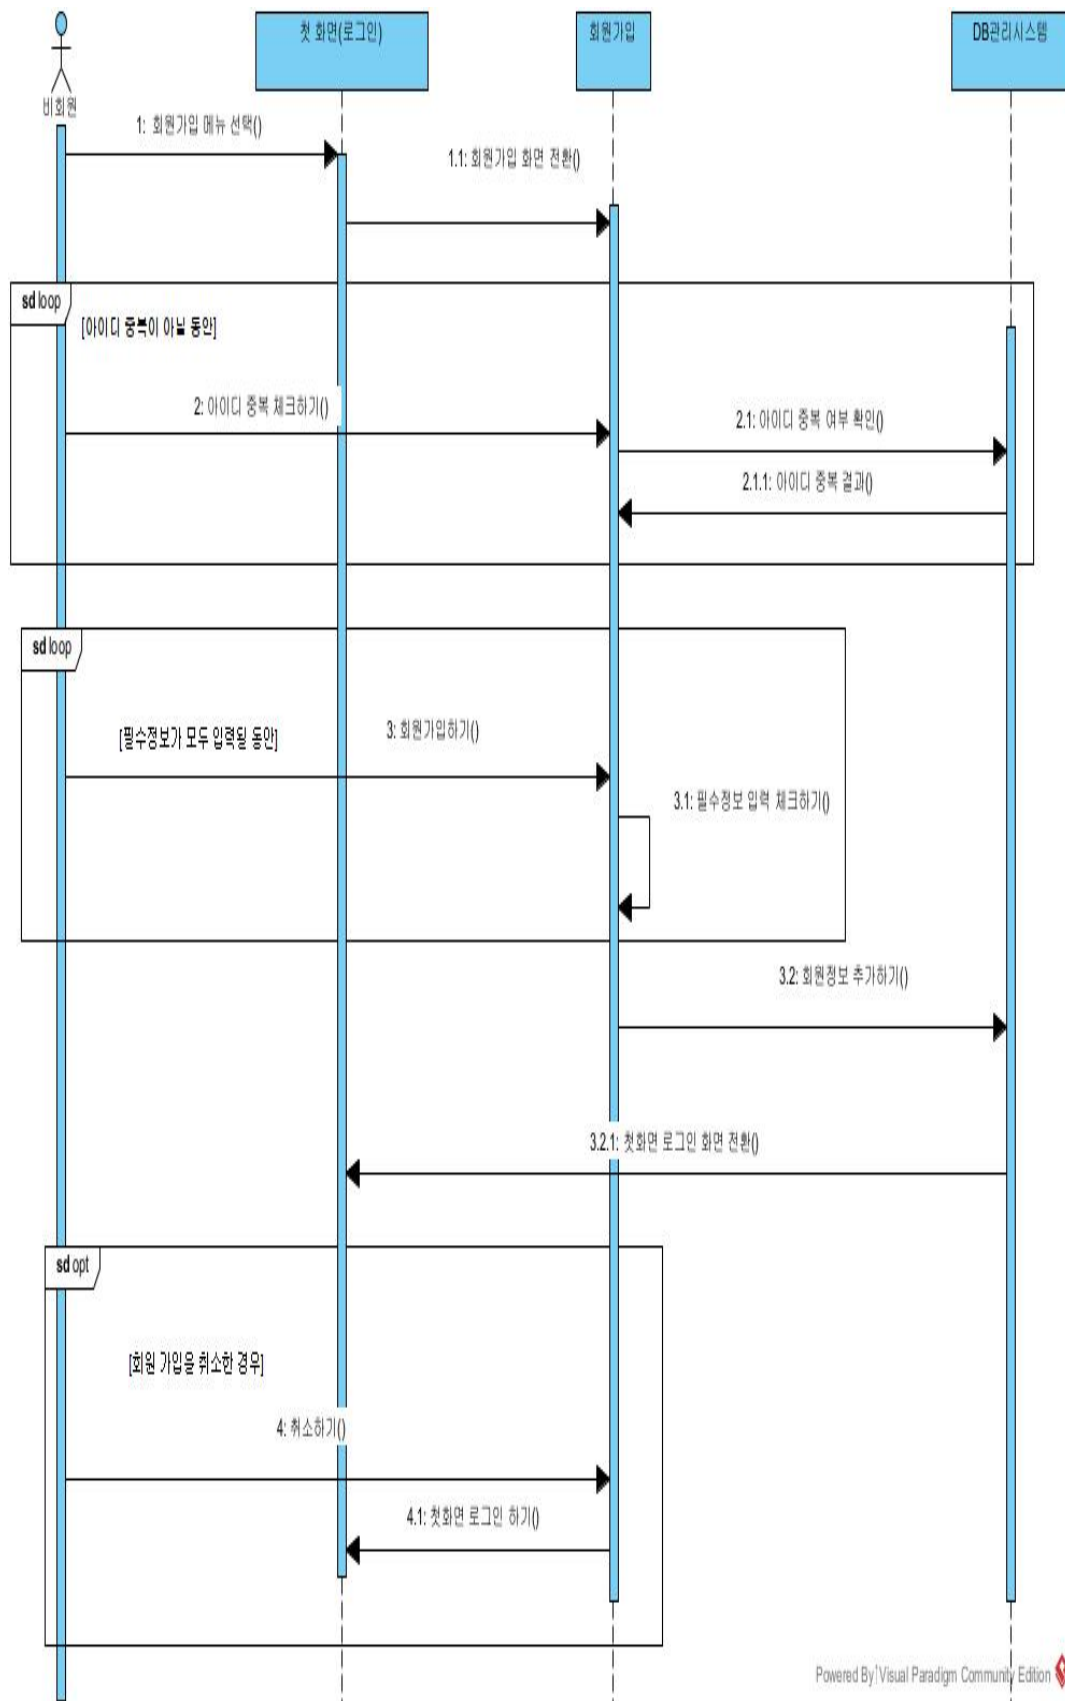 첫 화면(로그인)
회원가입
DB관리시스템
비회원
1: 회원가입 메뉴 선택()
1.1: 회원가입 화면 전환()
sd loop
[아이디 중복이 아닐 동안]
2: 아이디 중복 체크하기()
2.1: 아이디 중복 여부 확인()
2.1.1: 아이디 중복 결과()
sd loop
3: 회원가입하기()
[필수정보가 모두 입력될 동안]
3.1: 필수정보 입력 체크하기()
3.2: 회원정보 추가하기()
3.2.1: 첫화면 로그인 화면 전환()
sd opt
[회원 가입을 취소한 경우]
4: 취소하기()
4.1: 첫화면 로그인 하기()
Powered By Visual Paradigm Community Edition